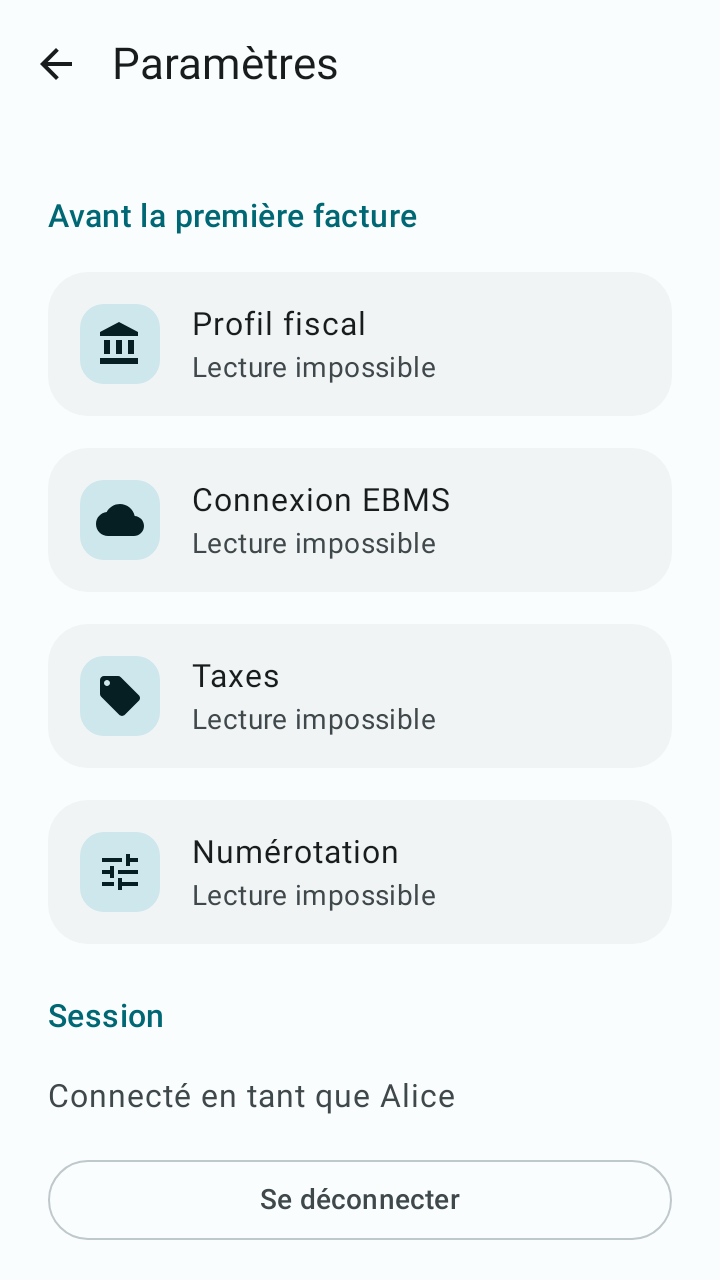 Paramètres
Avant la première facture
Profil fiscal
Lecture impossible
Connexion EBMS
Lecture impossible
Taxes
Lecture impossible
Numérotation
Lecture impossible
Session
Connecté en tant que Alice
Se déconnecter